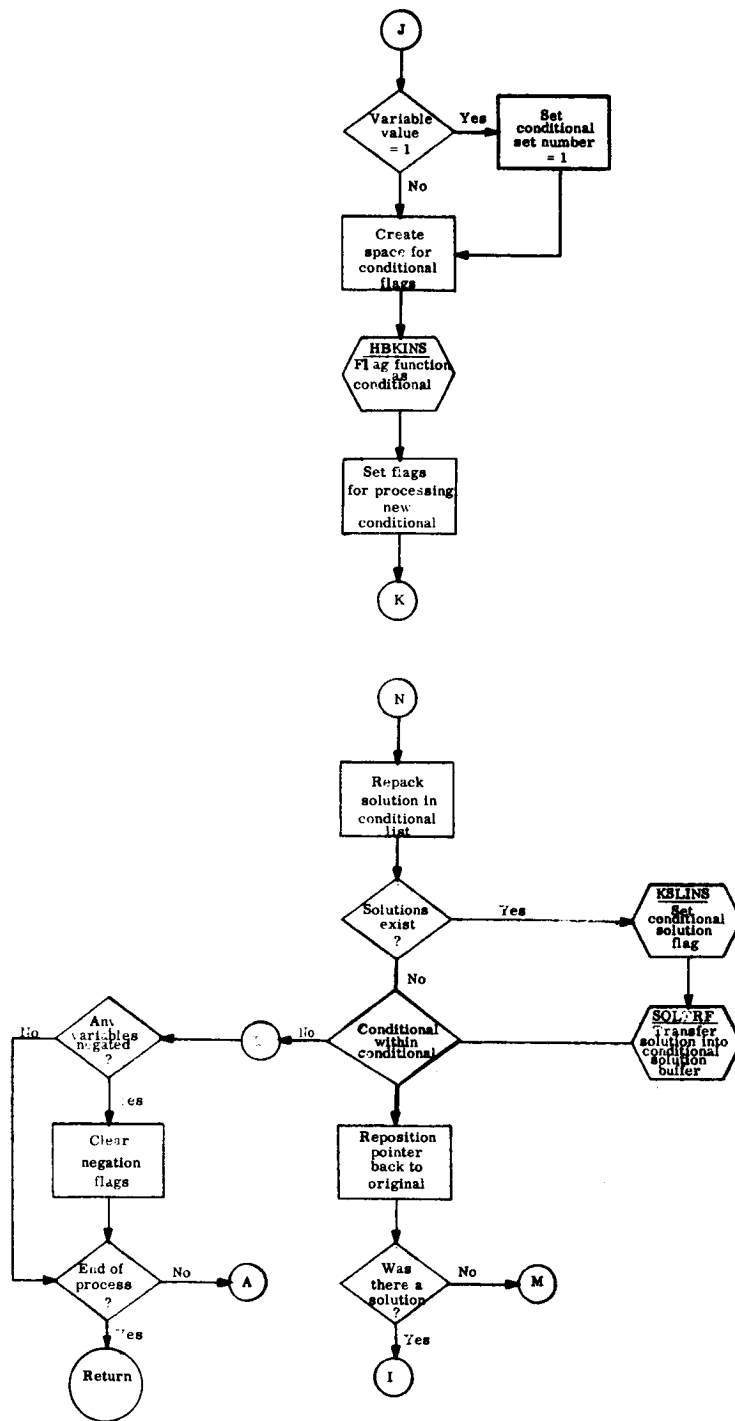 J
Variable
value
= 1
Yes
Set
conditional
set number
= 1
No
Create
space for
conditional
flags
HBKINS
Flag function
as
conditional
Set flags
for processing
new
conditional
K
N
Repack
solution in
conditional
list
Solutions
exist
?
Yes
KSLINS
Set
conditional
solution
flag
No
Any
variables
negated
?
No
No
Conditional
within
conditional
Transfer
solution into
conditional
solution
buffer
Yes
Clear
negation
flags
Reposition
pointer
back to
original
End of
process
?
No
A
Was
there a
solution
?
No
M
Yes
Return
Yes
I